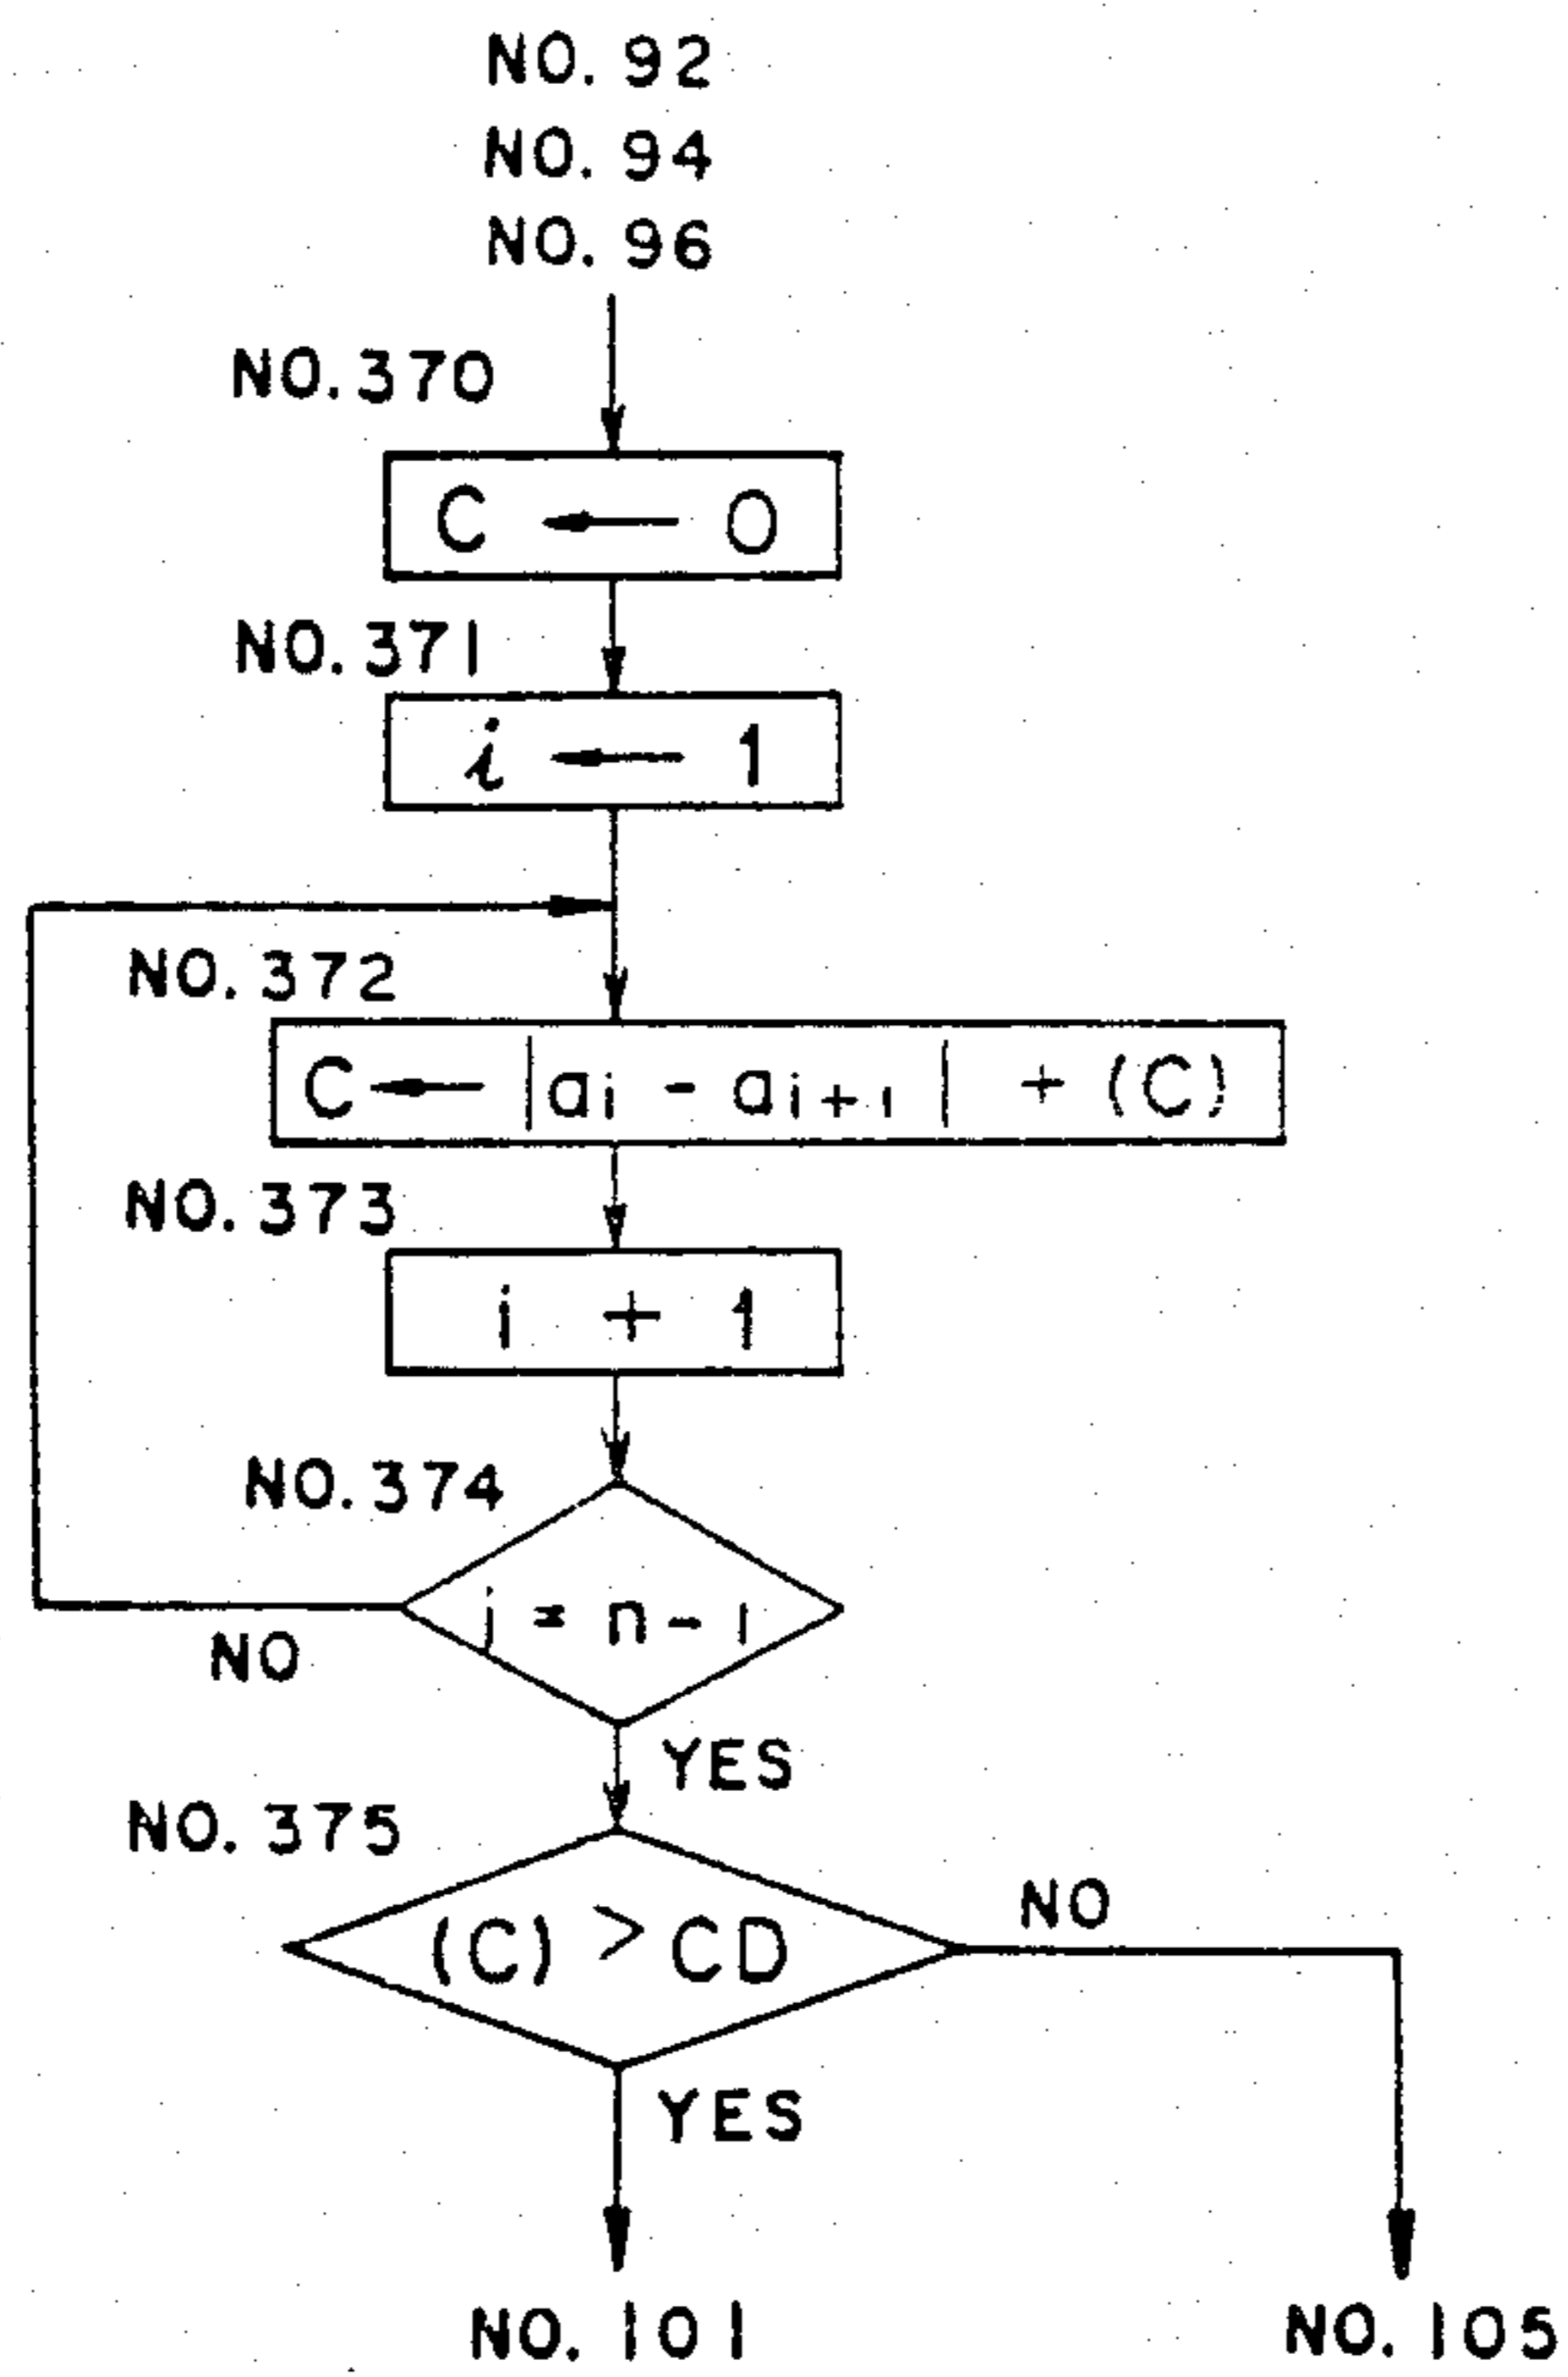 NO. 92
NO. 94
NO. 96
NO. 370
C ← 0
NO. 371
i ← 1
NO. 372
C ← |ai - ai+1| + (C)
NO. 373
i + 1
NO. 374
i = n - 1
NO
YES
NO. 375
(C) > CD
NO
YES
NO. 101
NO. 105